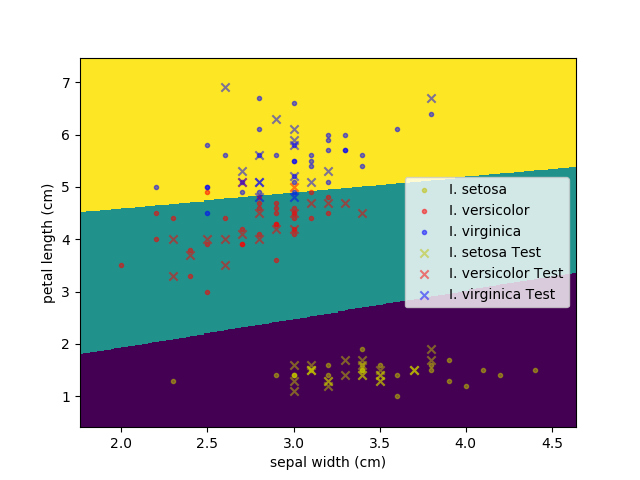 petal length (cm)
7
6
5
4
3
2
1
I. setosa
I. versicolor
I. virginica
I. setosa Test
I. versicolor Test
I. virginica Test
2.0 2.5 3.0 3.5 4.0 4.5
sepal width (cm)